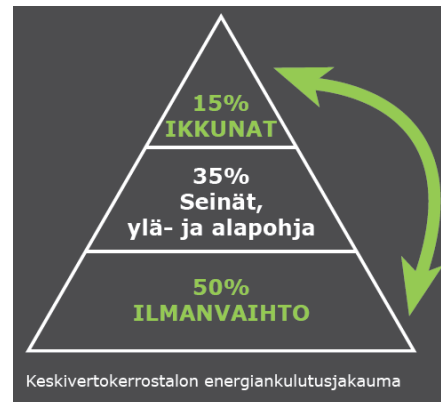 15%
IKKUNAT
35%
Seinät,
ylä- ja alapohja
50%
ILMANVAIHTO
Keskivertokerrostalon energiankulutusjakauma